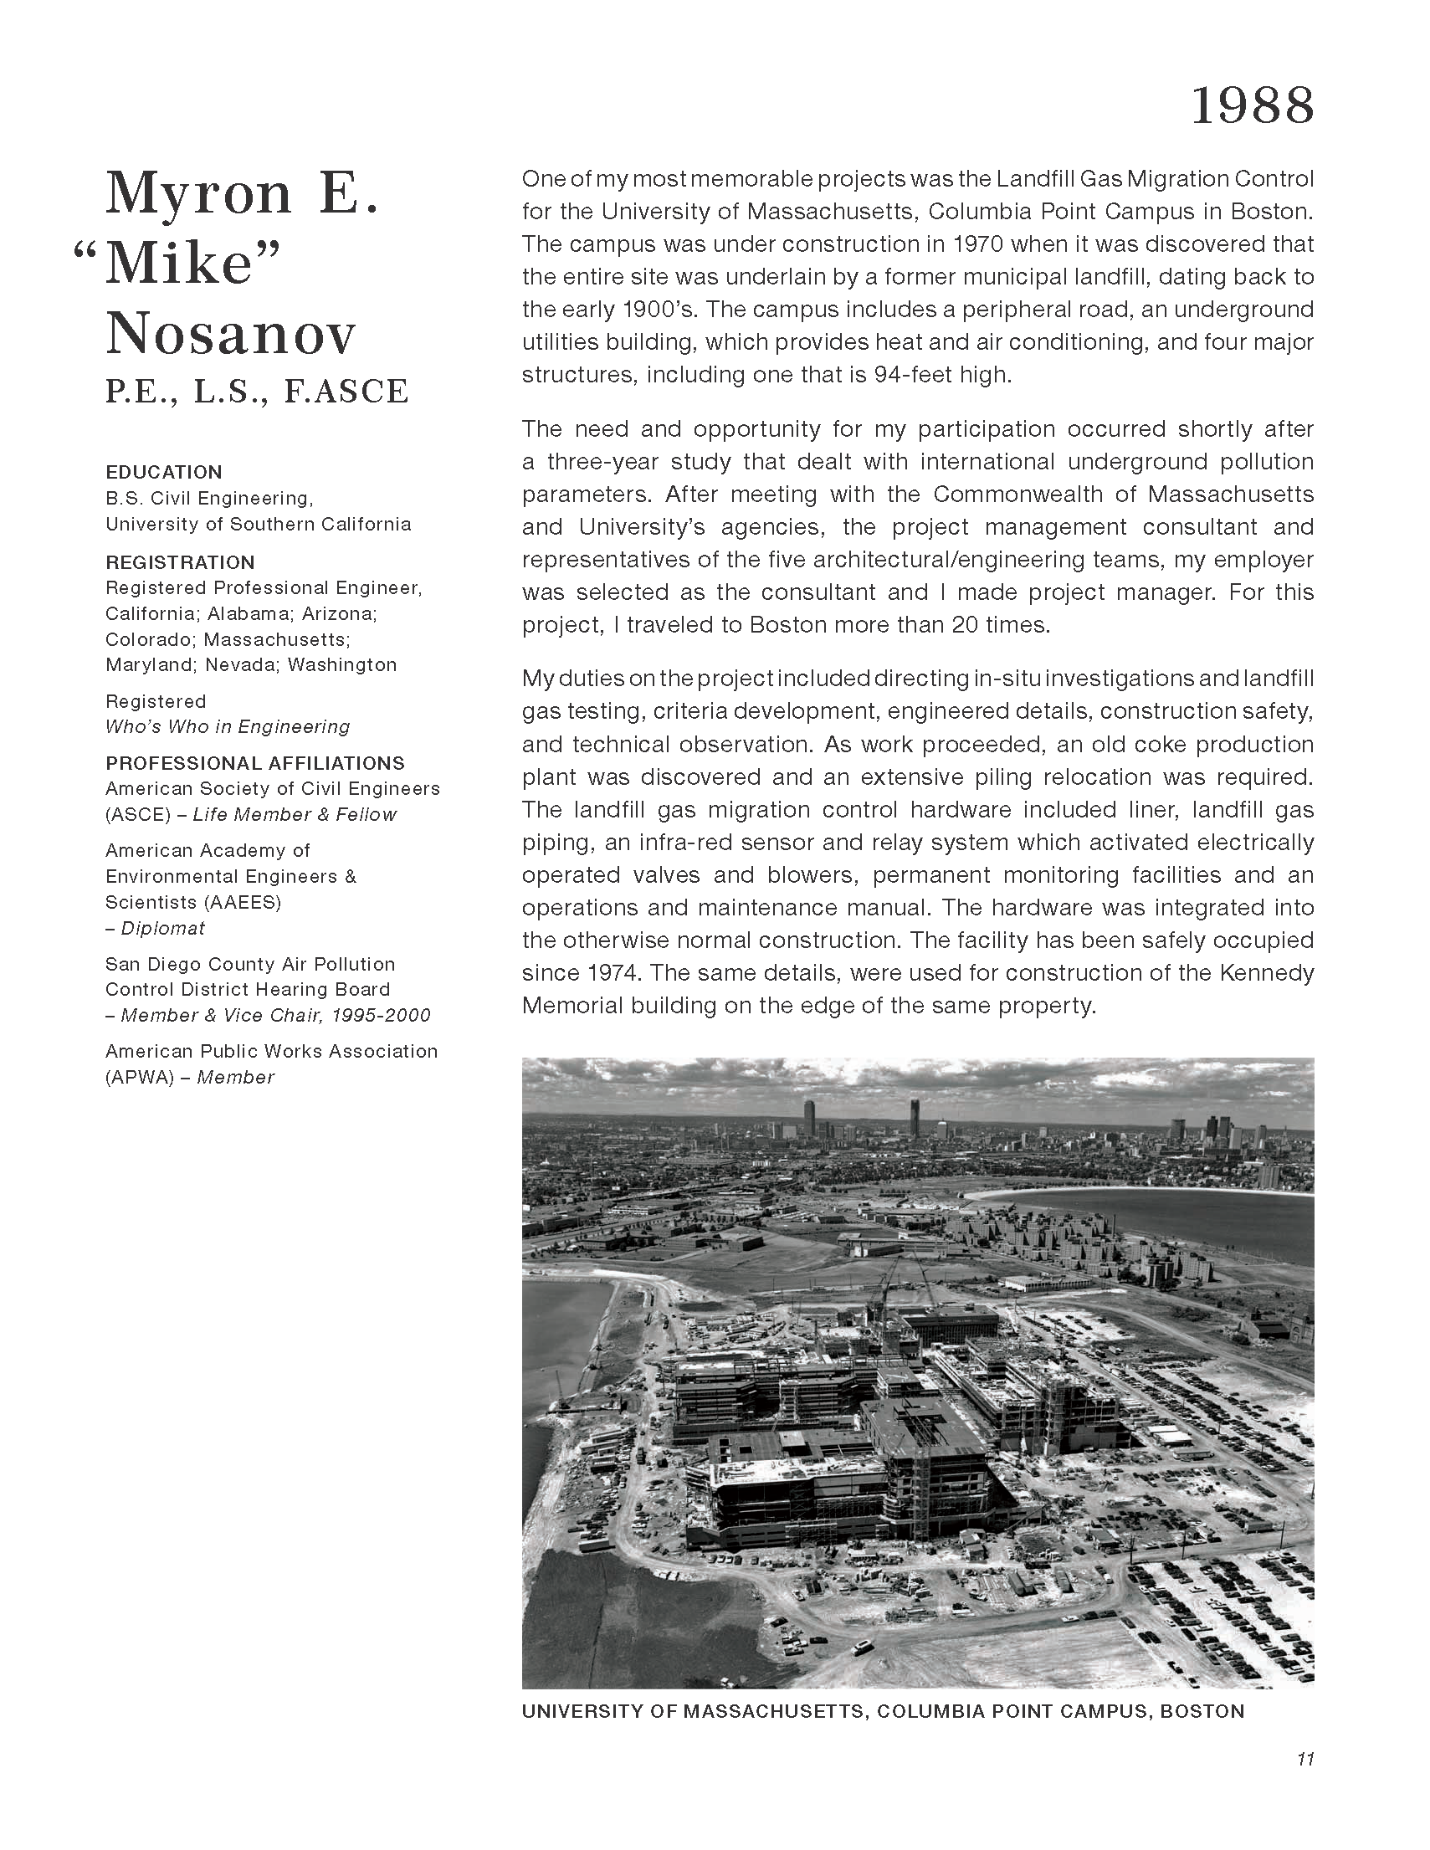 1988
Myron E.
“Mike”
Nosanov
P.E., L.S., F.ASCE
EDUCATION
B.S. Civil Engineering,
University of Southern California
REGISTRATION
Registered Professional Engineer,
California; Alabama; Arizona;
Colorado; Massachusetts;
Maryland; Nevada; Washington
Registered
Who’s Who in Engineering
PROFESSIONAL AFFILIATIONS
American Society of Civil Engineers
(ASCE) – Life Member & Fellow
American Academy of
Environmental Engineers &
Scientists (AAEES)
– Diplomat
San Diego County Air Pollution
Control District Hearing Board
– Member & Vice Chair, 1995-2000
American Public Works Association
(APWA) – Member
One of my most memorable projects was the Landfill Gas Migration Control
for the University of Massachusetts, Columbia Point Campus in Boston.
The campus was under construction in 1970 when it was discovered that
the entire site was underlain by a former municipal landfill, dating back to
the early 1900’s. The campus includes a peripheral road, an underground
utilities building, which provides heat and air conditioning, and four major
structures, including one that is 94-feet high.
The need and opportunity for my participation occurred shortly after
a three-year study that dealt with international underground pollution
parameters. After meeting with the Commonwealth of Massachusetts
and University’s agencies, the project management consultant and
representatives of the five architectural/engineering teams, my employer
was selected as the consultant and I made project manager. For this
project, I traveled to Boston more than 20 times.
My duties on the project included directing in-situ investigations and landfill
gas testing, criteria development, engineered details, construction safety,
and technical observation. As work proceeded, an old coke production
plant was discovered and an extensive piling relocation was required.
The landfill gas migration control hardware included liner, landfill gas
piping, an infra-red sensor and relay system which activated electrically
operated valves and blowers, permanent monitoring facilities and an
operations and maintenance manual. The hardware was integrated into
the otherwise normal construction. The facility has been safely occupied
since 1974. The same details, were used for construction of the Kennedy
Memorial building on the edge of the same property.
UNIVERSITY OF MASSACHUSETTS, COLUMBIA POINT CAMPUS, BOSTON
11